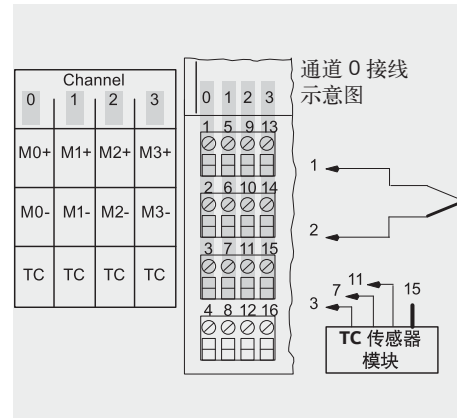 Channel
0 1 2 3
M0+ M1+ M2+ M3+
M0- M1- M2- M3-
TC TC TC TC
0 1 2 3
1 5 9 13
2 6 10 14
3 7 11 15
4 8 12 16
通道 0 接线
示意图
1
2
3 7 11 15
TC 传感器
模块